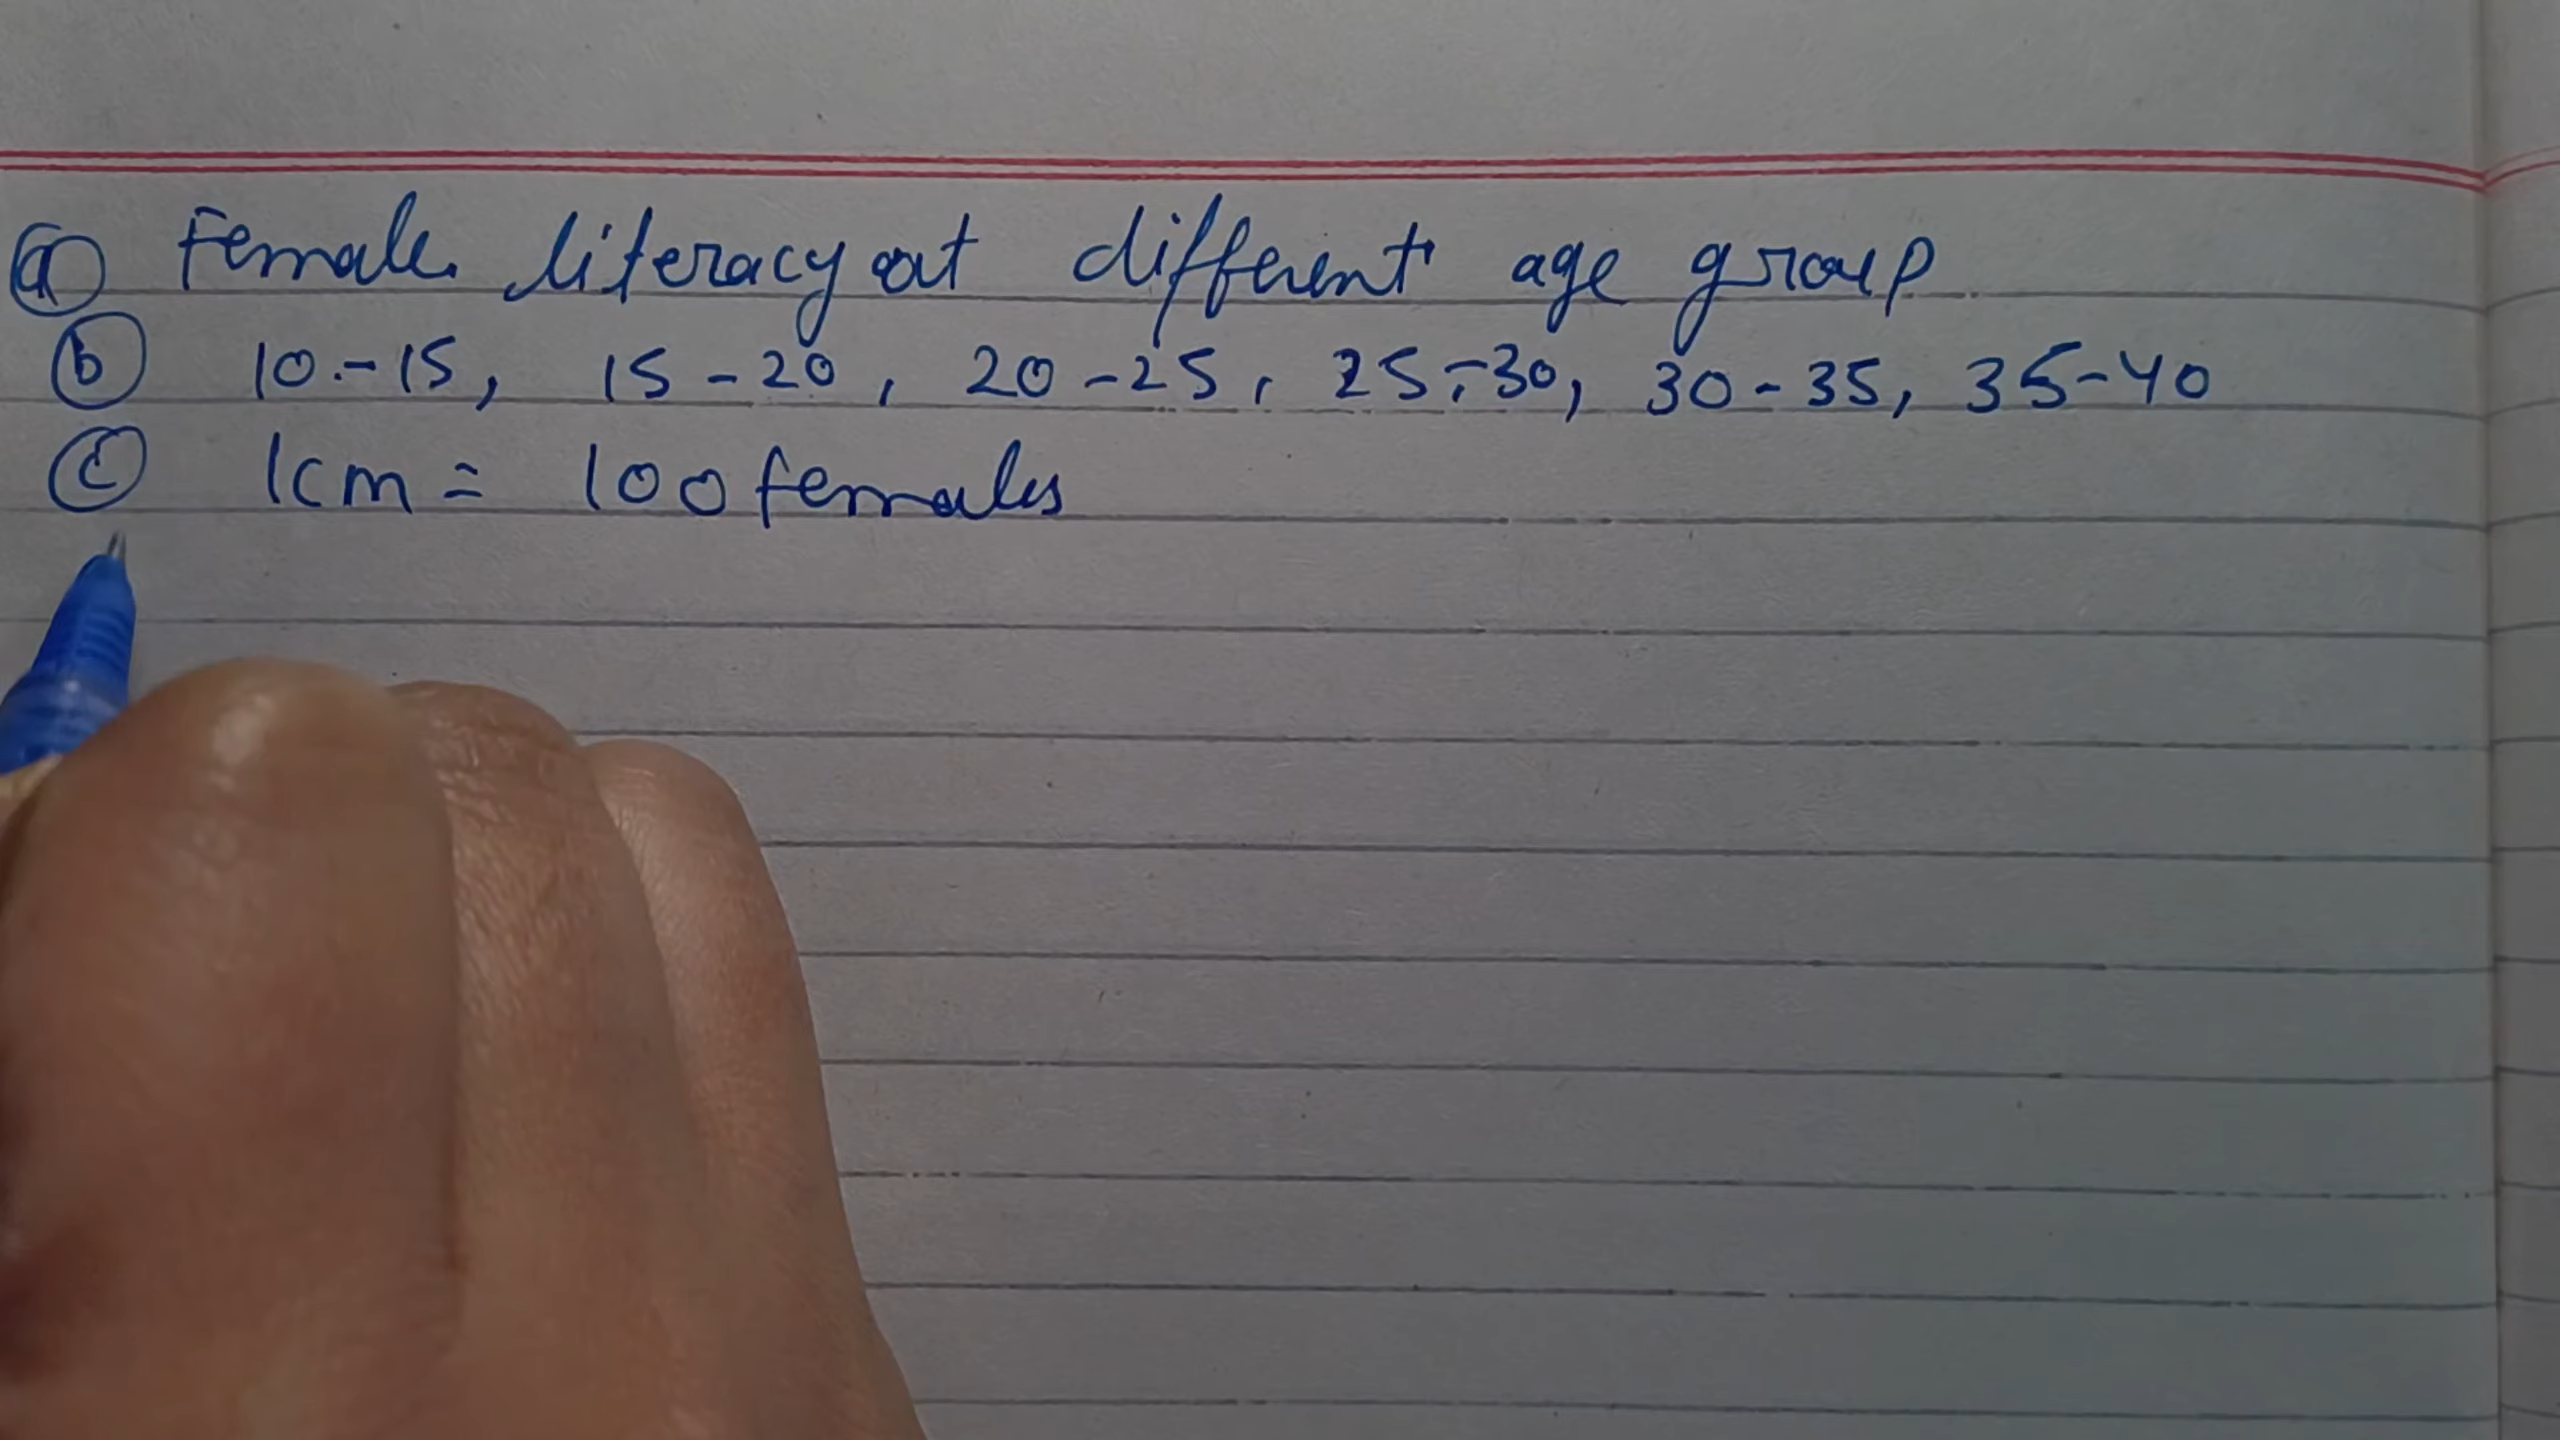 (a) Female literacy at different age group
(b) 10-15, 15-20, 20-25, 25-30, 30-35, 35-40
(c) 1cm = 100 females